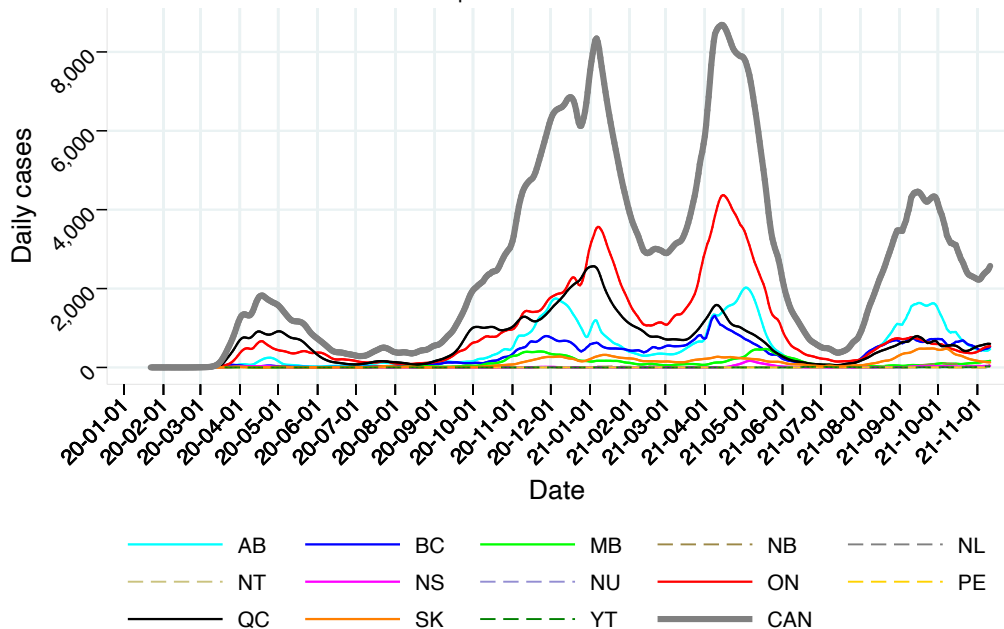 8,000
6,000
4,000
2,000
0
Daily cases
20-01-01 20-02-01 20-03-01 20-04-01 20-05-01 20-06-01 20-07-01 20-08-01 20-09-01 20-10-01 20-11-01 20-12-01 21-01-01 21-02-01 21-03-01 21-04-01 21-05-01 21-06-01 21-07-01 21-08-01 21-09-01 21-10-01 21-11-01
Date
AB BC MB NB NL
NT NS NU ON PE
QC SK YT CAN